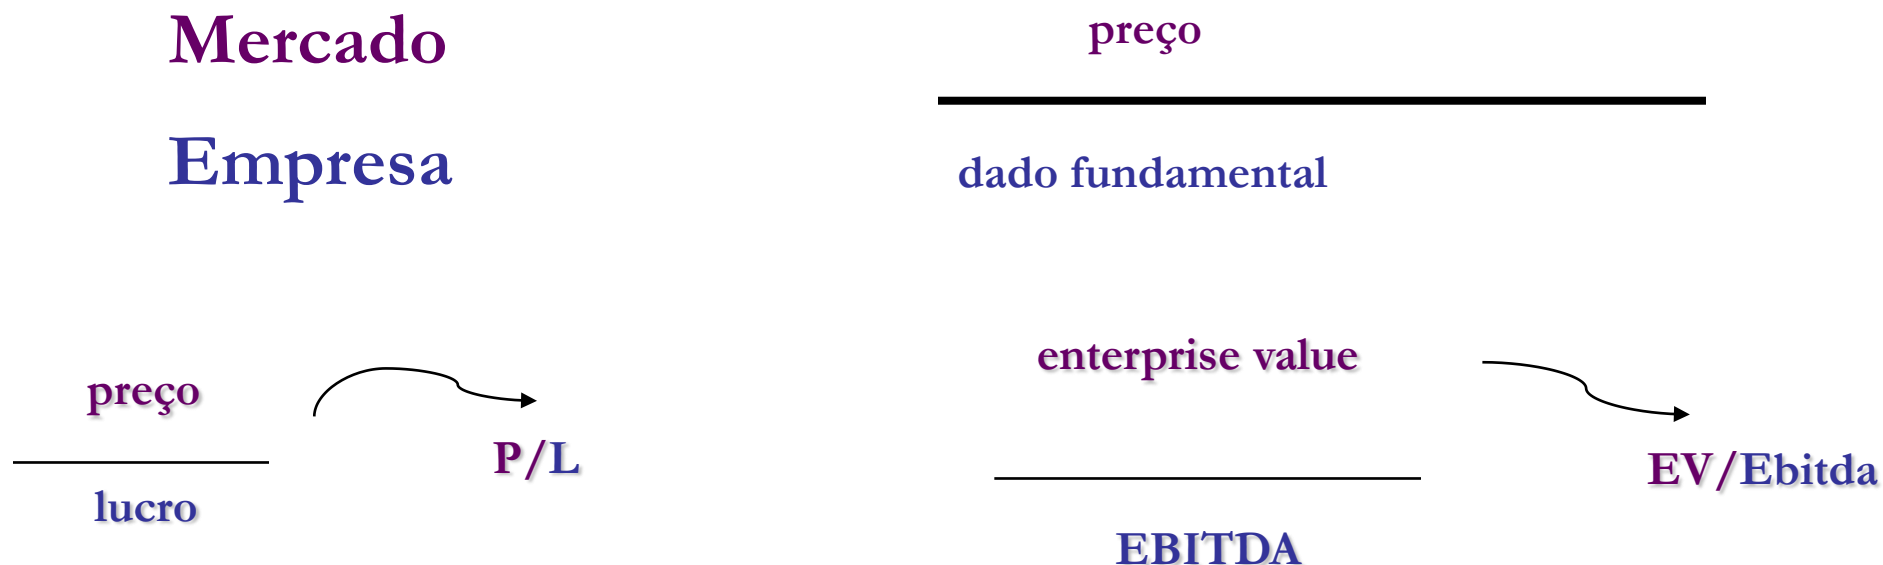 Mercado
preço
Empresa
dado fundamental
preço
lucro
P/L
enterprise value
EBITDA
EV/Ebitda